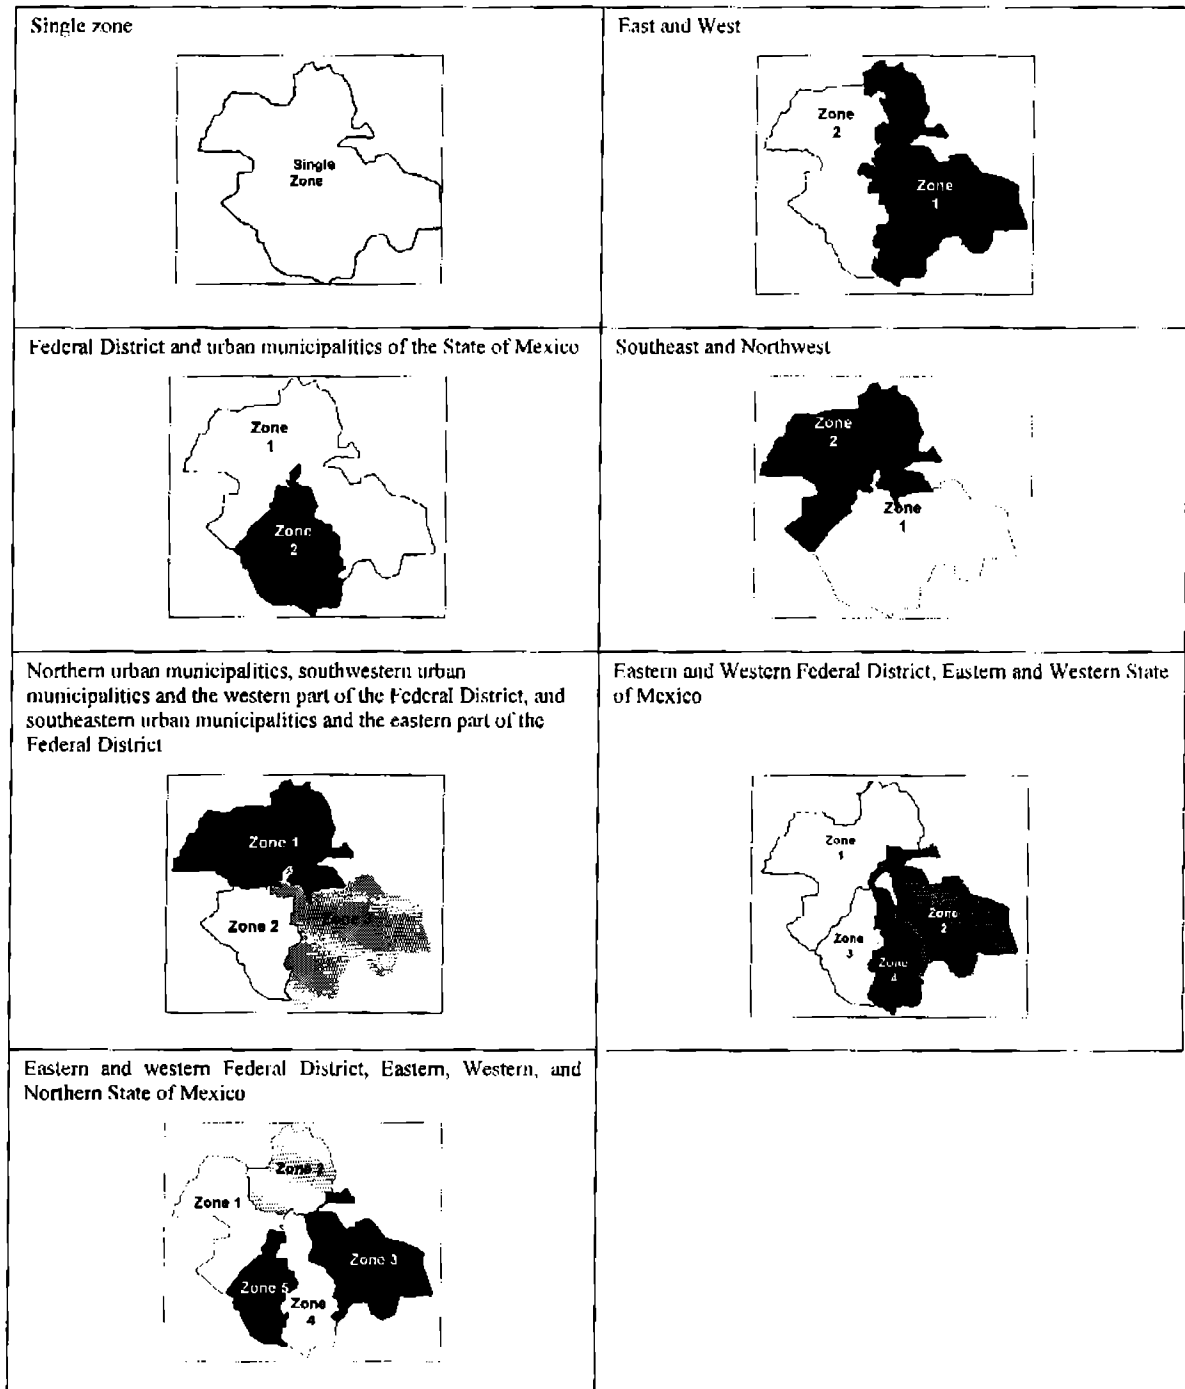 Single zone
East and West
Single
Zone
Zone
2
Zone
1
Federal District and urban municipalities of the State of Mexico
Southeast and Northwest
Zone
1
Zone
2
Zone
2
Zone
1
Northern urban municipalities, southwestern urban
municipalities and the western part of the Federal District, and
southeastern urban municipalities and the eastern part of the
Federal District
Eastern and Western Federal District, Eastern and Western State
of Mexico
Zone 1
Zone 2
Zone
1
Zone
2
Zone
3
Zone
4
Eastern and western Federal District, Eastern, Western, and
Northern State of Mexico
Zone 1
Zone 2
Zone 3
Zone 5
Zone
4